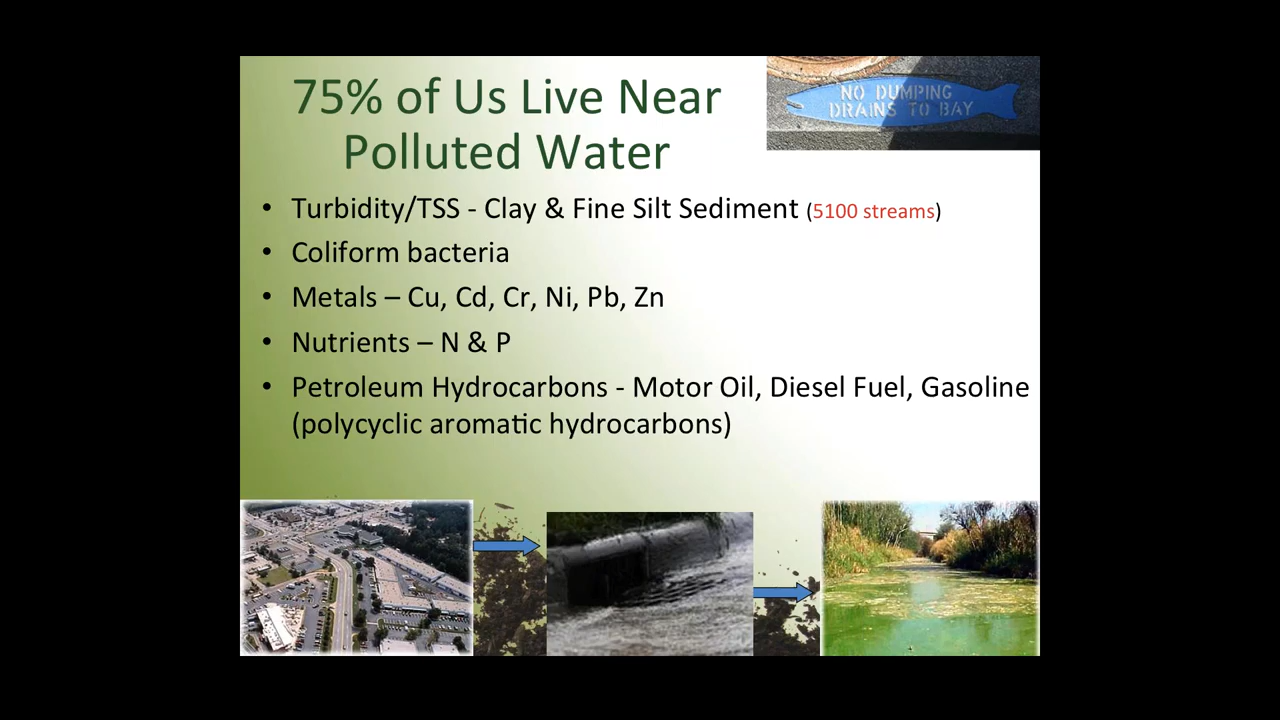 75% of Us Live Near
Polluted Water
NO DUMPING
DRAINS TO BAY
• Turbidity/TSS - Clay & Fine Silt Sediment (5100 streams)
• Coliform bacteria
• Metals – Cu, Cd, Cr, Ni, Pb, Zn
• Nutrients – N & P
• Petroleum Hydrocarbons - Motor Oil, Diesel Fuel, Gasoline
(polycyclic aromatic hydrocarbons)